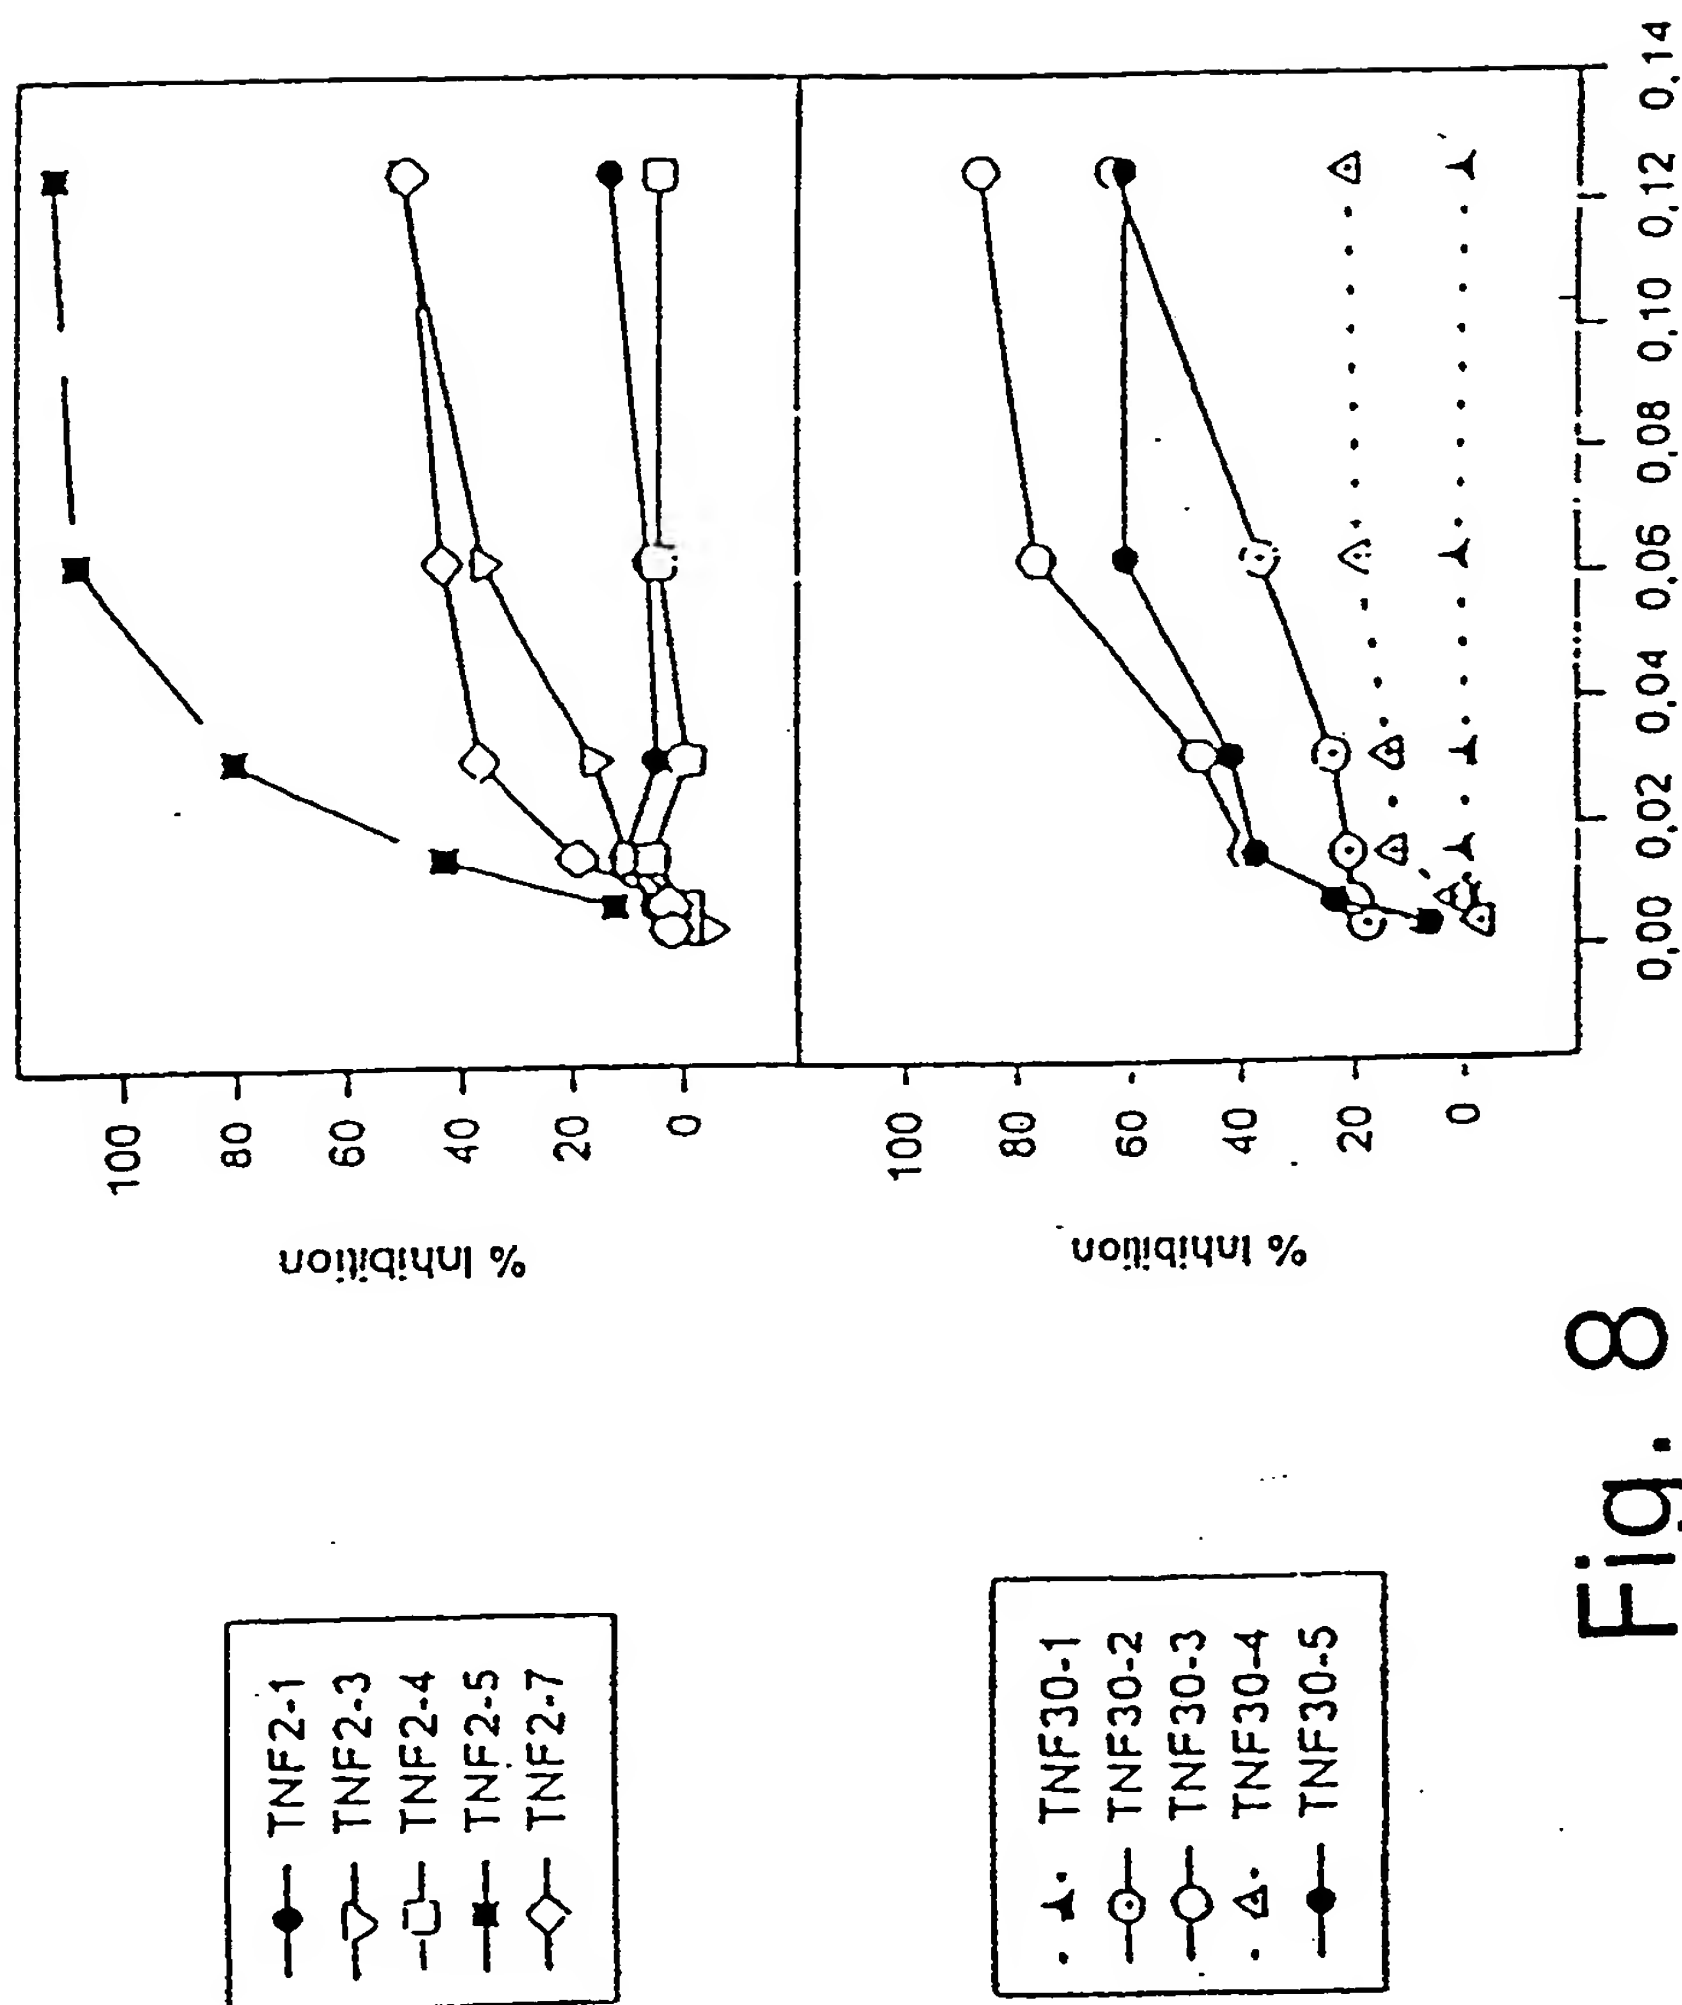 TNF2-1
TNF2-3
TNF2-4
TNF2-5
TNF2-7
% Inhibition
100
80
60
40
20
0
TNF30-1
TNF30-2
TNF30-3
TNF30-4
TNF30-5
% Inhibition
100
80
60
40
20
0
0,00 0,02 0,04 0,06 0,08 0,10 0,12 0,14
Fig. 8